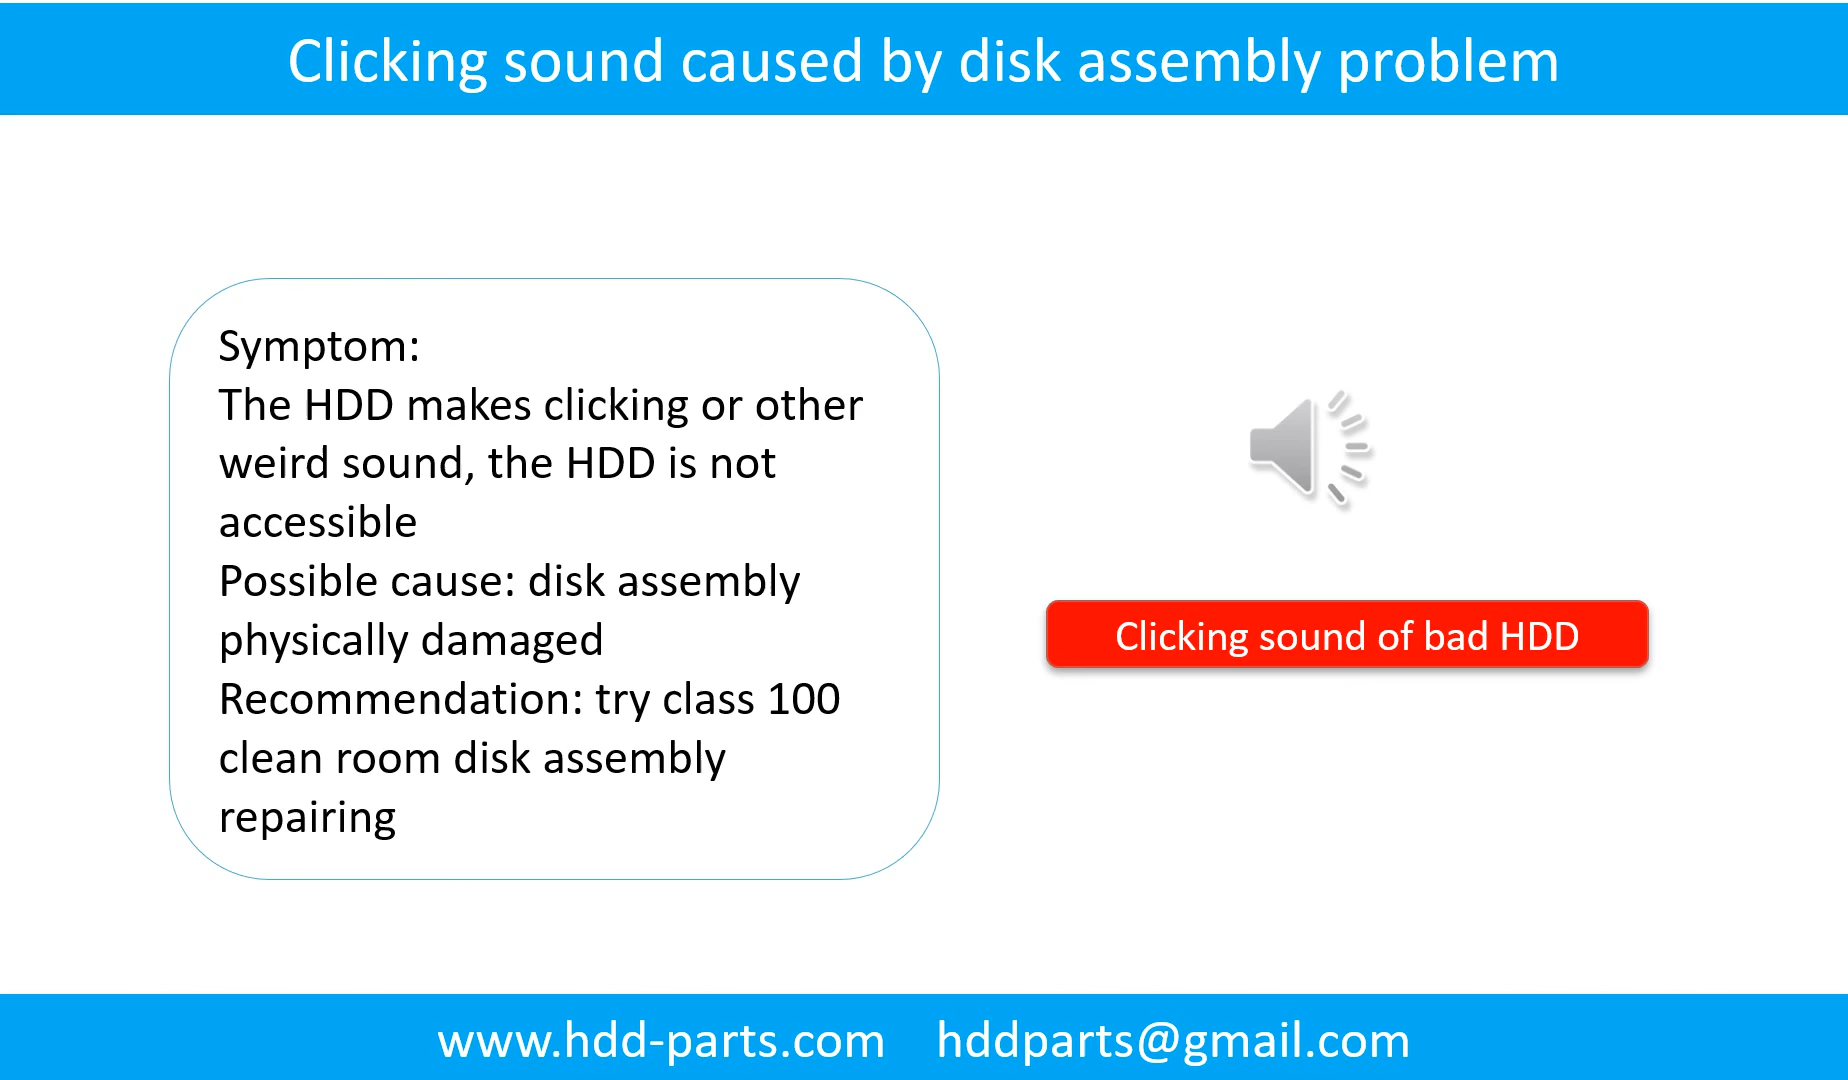 Clicking sound caused by disk assembly problem
Symptom:
The HDD makes clicking or other
weird sound, the HDD is not
accessible
Possible cause: disk assembly
physically damaged
Recommendation: try class 100
clean room disk assembly
repairing
Clicking sound of bad HDD
www.hdd-parts.com hddparts@gmail.com